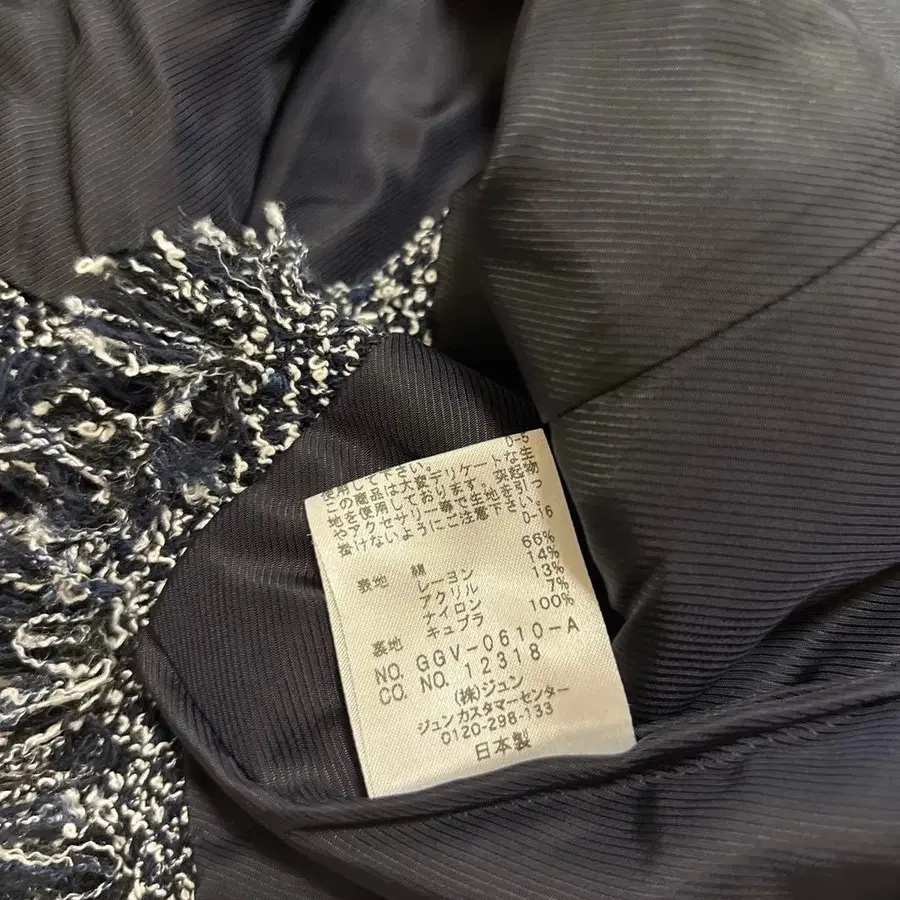 0-5
使用して下さい。
この商品は大変デリケートな生
地を使用しております。突起物
やアクセサリー等で生地を引っ
掛けないようにご注意下さい。
0-16
表地 綿 66%
レーヨン 14%
アクリル 13%
ナイロン 7%
裏地 キュプラ 100%
NO. GGV-0610-A
CO. NO. 12318
(株)ジュン
ジュンカスタマーセンター
0120-298-133
日本製